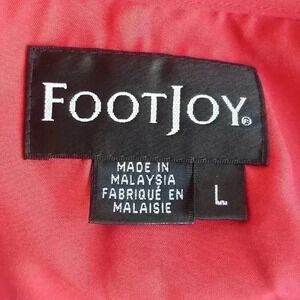 FOOTJOY®
MADE IN
MALAYSIA
FABRIQUÉ EN
MALAISIE
L